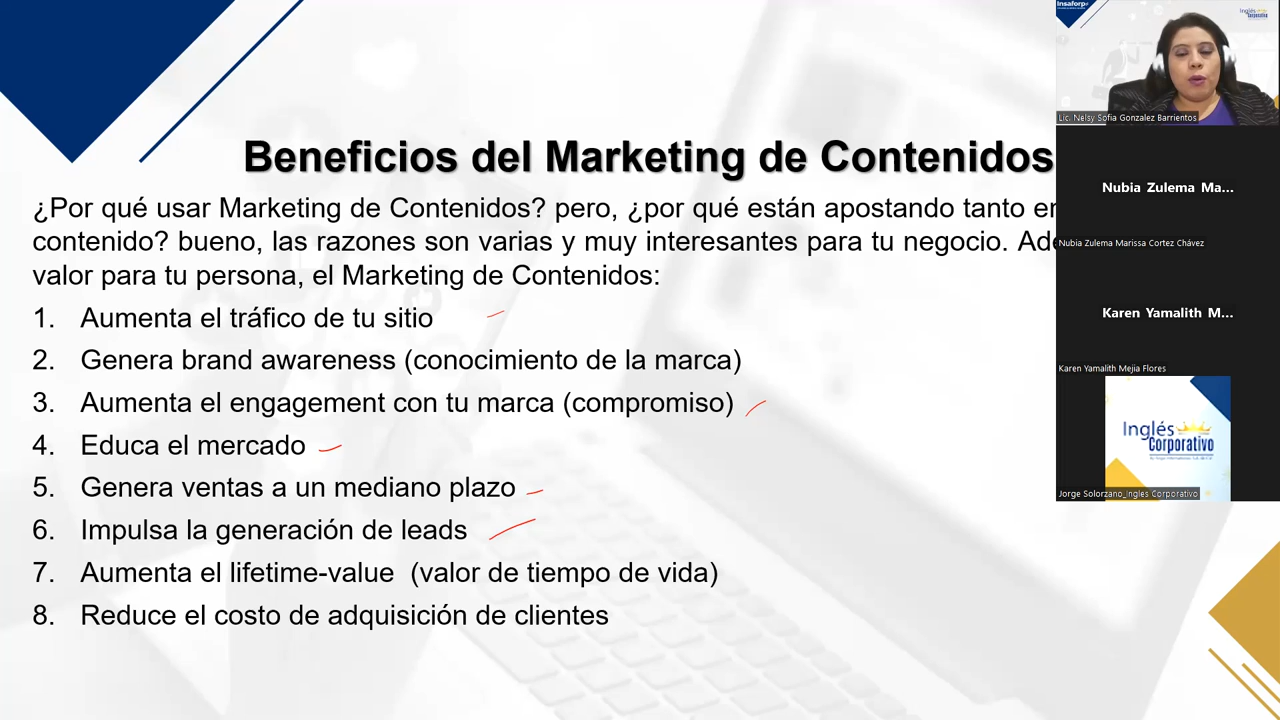 Beneficios del Marketing de Contenidos
¿Por qué usar Marketing de Contenidos? pero, ¿por qué están apostando tanto
contenido? bueno, las razones son varias y muy interesantes para tu negocio.
valor para tu persona, el Marketing de Contenidos:
1. Aumenta el tráfico de tu sitio
2. Genera brand awareness (conocimiento de la marca)
3. Aumenta el engagement con tu marca (compromiso)
4. Educa el mercado
5. Genera ventas a un mediano plazo
6. Impulsa la generación de leads
7. Aumenta el lifetime-value (valor de tiempo de vida)
8. Reduce el costo de adquisición de clientes
Insaforp
Inglés
Corporativo
Lic. Nelsy Sofia Gonzalez Barrientos
Nubia Zulema Ma...
Nubia Zulema Marissa Cortez Chávez
Karen Yamalith M...
Karen Yamalith Mejia Flores
Inglés
Corporativo
Jorge Solorzano_Ingles Corporativo